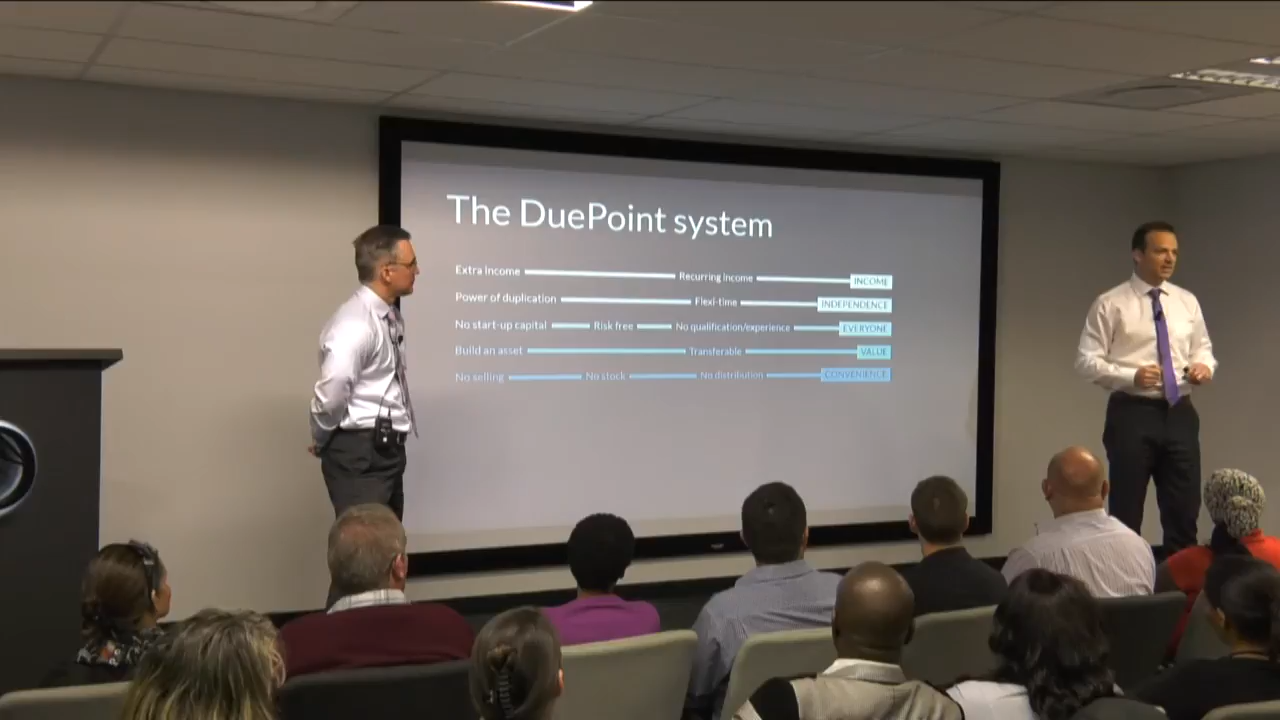 The DuePoint system
Extra Income Recurring Income INCOME
Power of duplication Flexi-time INDEPENDENCE
No start-up capital Risk free No qualification/experience EVERYONE
Build an asset Transferable VALUE
No selling No stock No distribution CONVENIENCE